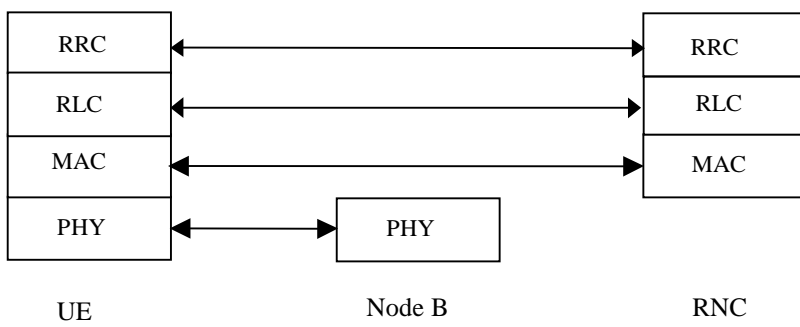 RRC RRC
RLC RLC
MAC MAC
PHY PHY
UE Node B RNC